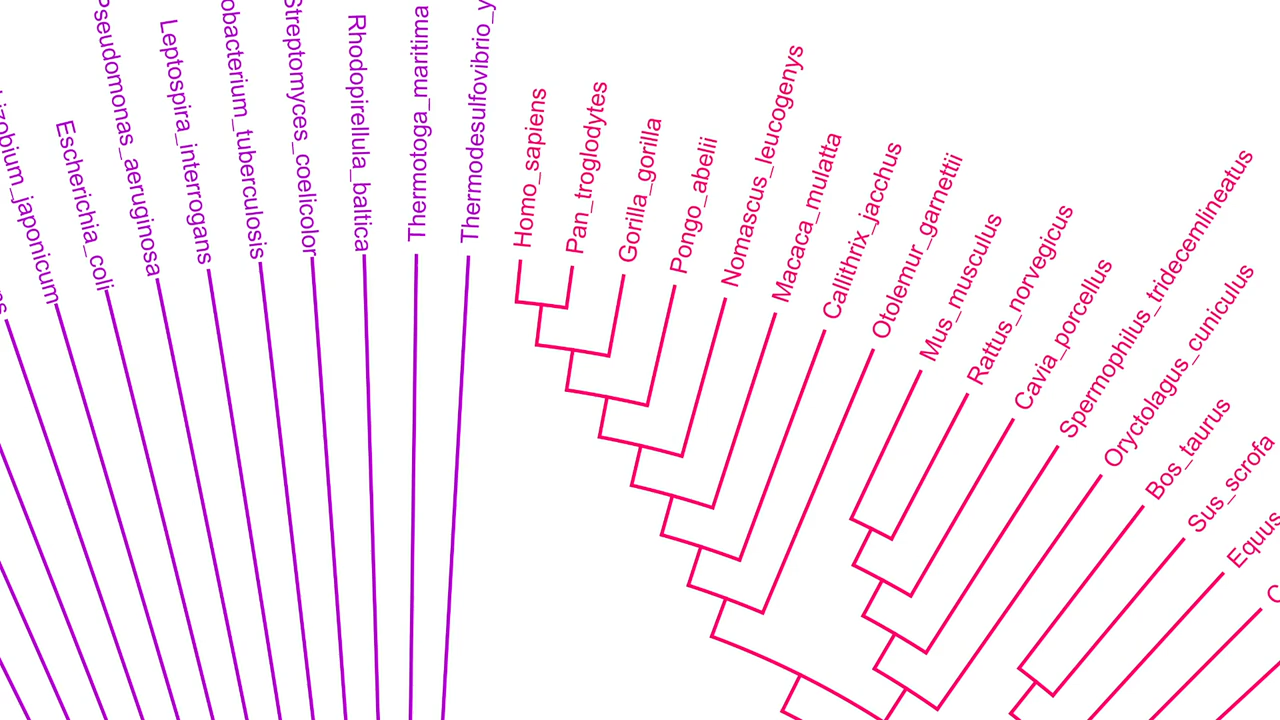 Escherichia_coli
Pseudomonas_aeruginosa
Leptospira_interrogans
Streptomyces_coelicolor
Rhodopirellula_baltica
Thermotoga_maritima
Homo_sapiens
Pan_troglodytes
Gorilla_gorilla
Pongo_abelii
Nomascus_leucogenys
Macaca_mulatta
Callithrix_jacchus
Otolemur_garnettii
Mus_musculus
Rattus_norvegicus
Cavia_porcellus
Spermophilus_tridecemlineatus
Oryctolagus_cuniculus
Bos_taurus
Sus_scrofa
Equus